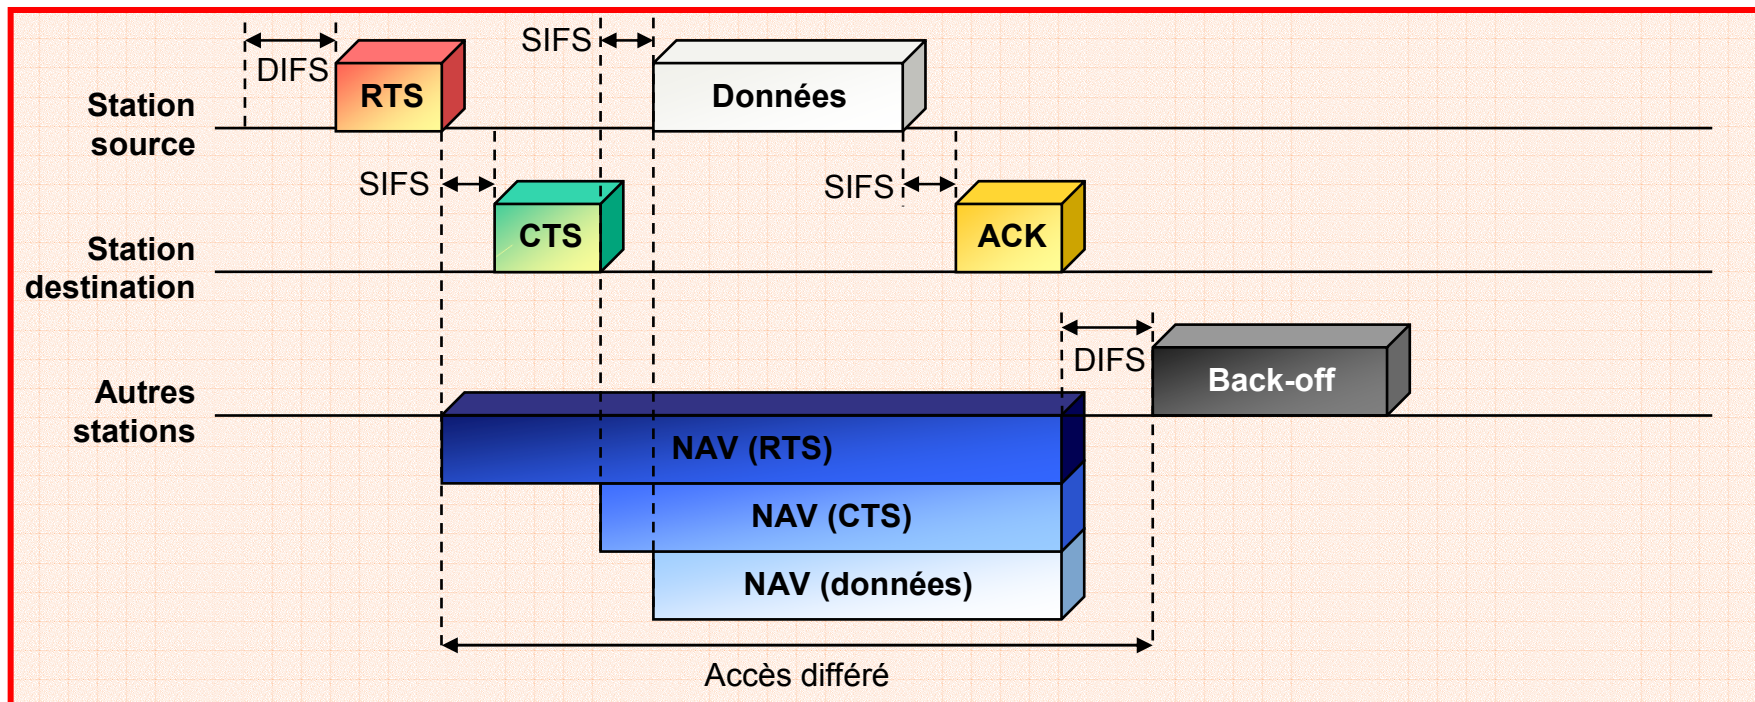 SIFS
DIFS
RTS
Données
Station
source
SIFS
SIFS
CTS
ACK
Station
destination
DIFS
Back-off
Autres
stations
NAV (RTS)
NAV (CTS)
NAV (données)
Accès différé